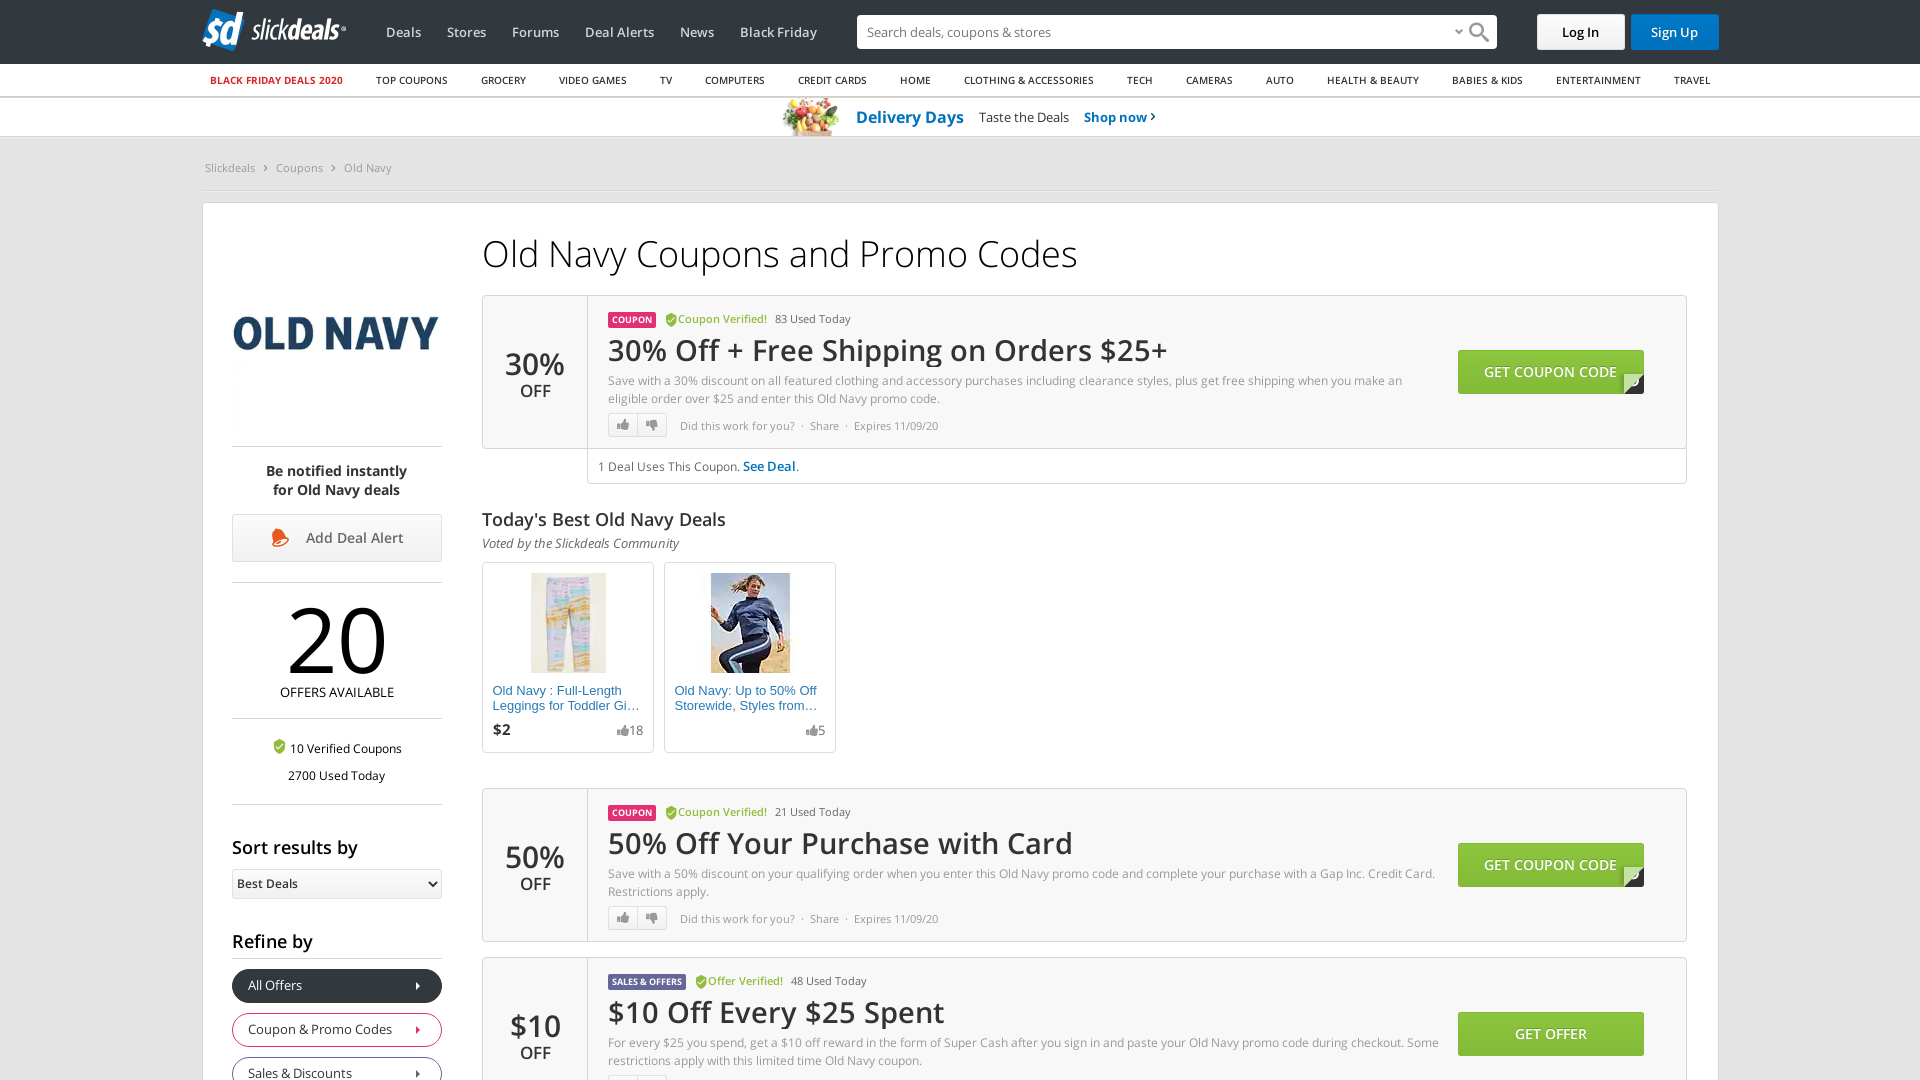 slickdeals
Deals
Stores
Forums
Deal Alerts
News
Black Friday
Search deals, coupons & stores
Log In
Sign Up
BLACK FRIDAY DEALS 2020
TOP COUPONS
GROCERY
VIDEO GAMES
TV
COMPUTERS
CREDIT CARDS
HOME
CLOTHING & ACCESSORIES
TECH
CAMERAS
AUTO
HEALTH & BEAUTY
BABIES & KIDS
ENTERTAINMENT
TRAVEL
Delivery Days Taste the Deals Shop now
Slickdeals > Coupons > Old Navy
OLD NAVY
Be notified instantly
for Old Navy deals
Add Deal Alert
20
OFFERS AVAILABLE
10 Verified Coupons
2700 Used Today
Sort results by
Best Deals
Refine by
All Offers
Coupon & Promo Codes
Sales & Discounts
Old Navy Coupons and Promo Codes
30%
OFF
COUPON Coupon Verified! 83 Used Today
30% Off + Free Shipping on Orders $25+
Save with a 30% discount on all featured clothing and accessory purchases including clearance styles, plus get free shipping when you make an
eligible order over $25 and enter this Old Navy promo code.
Did this work for you? · Share · Expires 11/09/20
GET COUPON CODE
1 Deal Uses This Coupon. See Deal.
Today's Best Old Navy Deals
Voted by the Slickdeals Community
Old Navy : Full-Length
Leggings for Toddler Gi…
$2
18
Old Navy: Up to 50% Off
Storewide, Styles from…
5
50%
OFF
COUPON Coupon Verified! 21 Used Today
50% Off Your Purchase with Card
Save with a 50% discount on your qualifying order when you enter this Old Navy promo code and complete your purchase with a Gap Inc. Credit Card.
Restrictions apply.
Did this work for you? · Share · Expires 11/09/20
GET COUPON CODE
$10
OFF
SALES & OFFERS Offer Verified! 48 Used Today
$10 Off Every $25 Spent
For every $25 you spend, get a $10 off reward in the form of Super Cash after you sign in and paste your Old Navy promo code during checkout. Some
restrictions apply with this limited time Old Navy coupon.
GET OFFER